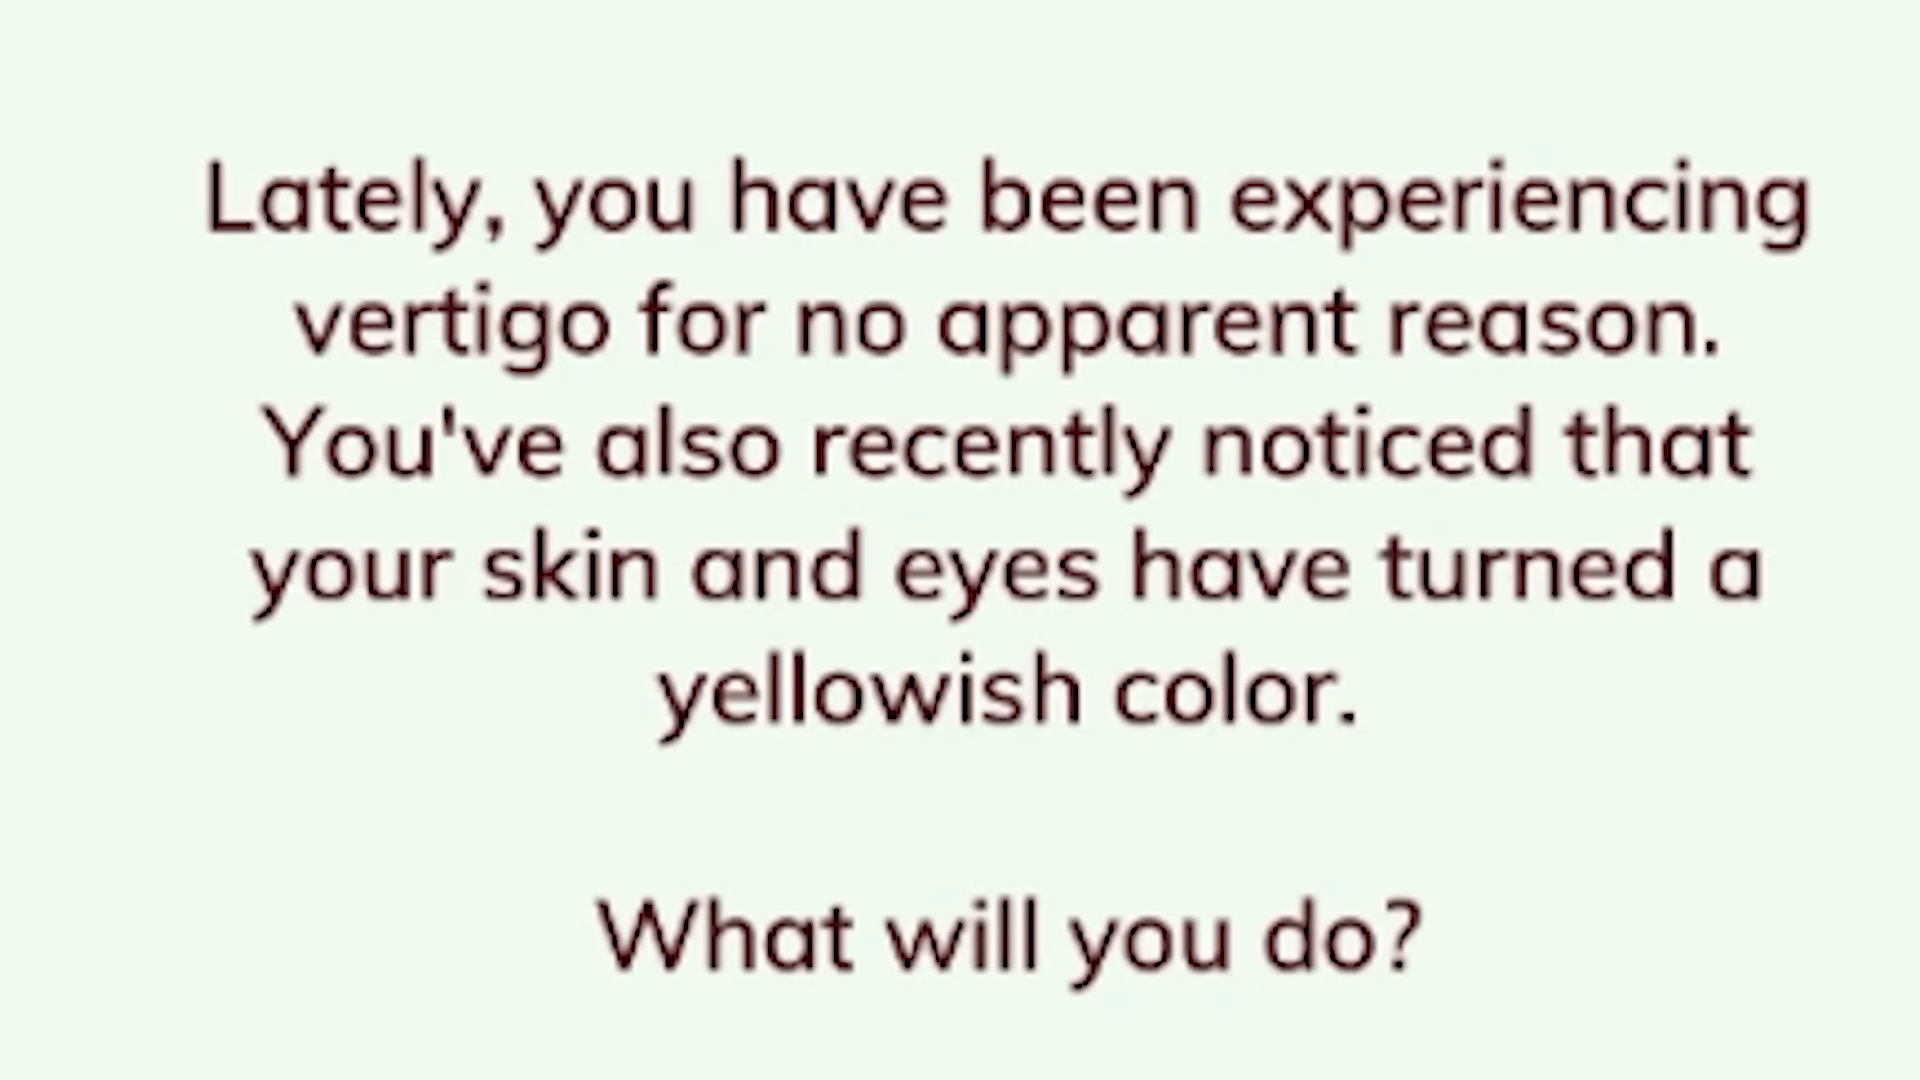 Lately, you have been experiencing
vertigo for no apparent reason.
You've also recently noticed that
your skin and eyes have turned a
yellowish color.
What will you do?